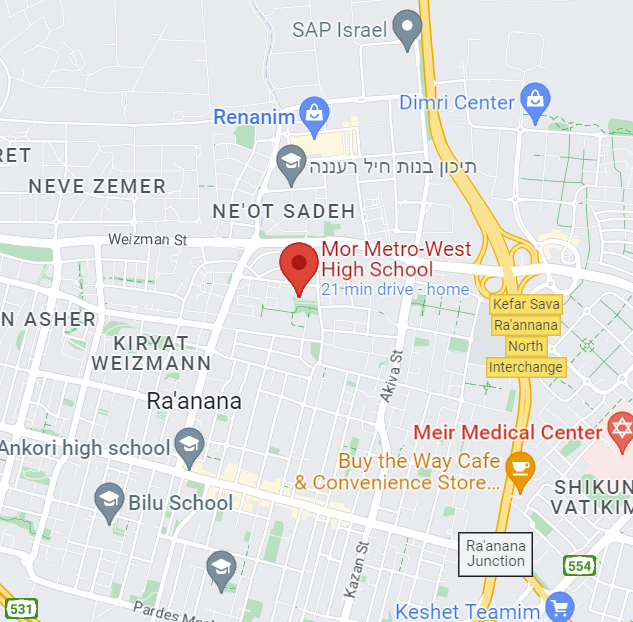 SAP Israel
Dimri Center
Renanim
תיכון בנות חיל רעננה
RET
NEVE ZEMER
NE'OT SADEH
Weizman St
Mor Metro-West
High School
21 min drive - home
Kefar Sava
Ra'annana
North
Interchange
N ASHER
KIRYAT
WEIZMANN
Akiva St
Ra'anana
Meir Medical Center
Ankori high school
Buy the Way Cafe
& Convenience Store...
SHIKUN
VATIKIM
Bilu School
Ra'anana
Junction
Kazan St
554
531
Pardes
Keshet Teamim